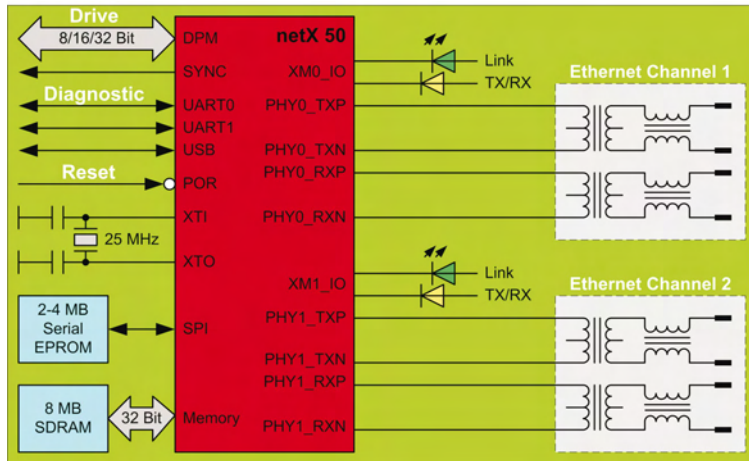 Drive
8/16/32 Bit
DPM
netX 50
SYNC
XM0_IO
Link
TX/RX
Ethernet Channel 1
Diagnostic
UART0
PHY0_TXP
UART1
USB
PHY0_TXN
PHY0_RXP
Reset
POR
XTI
PHY0_RXN
25 MHz
XTO
XM1_IO
Link
TX/RX
Ethernet Channel 2
2-4 MB
Serial
EPROM
SPI
PHY1_TXP
PHY1_TXN
PHY1_RXP
8 MB
SDRAM
32 Bit
Memory
PHY1_RXN